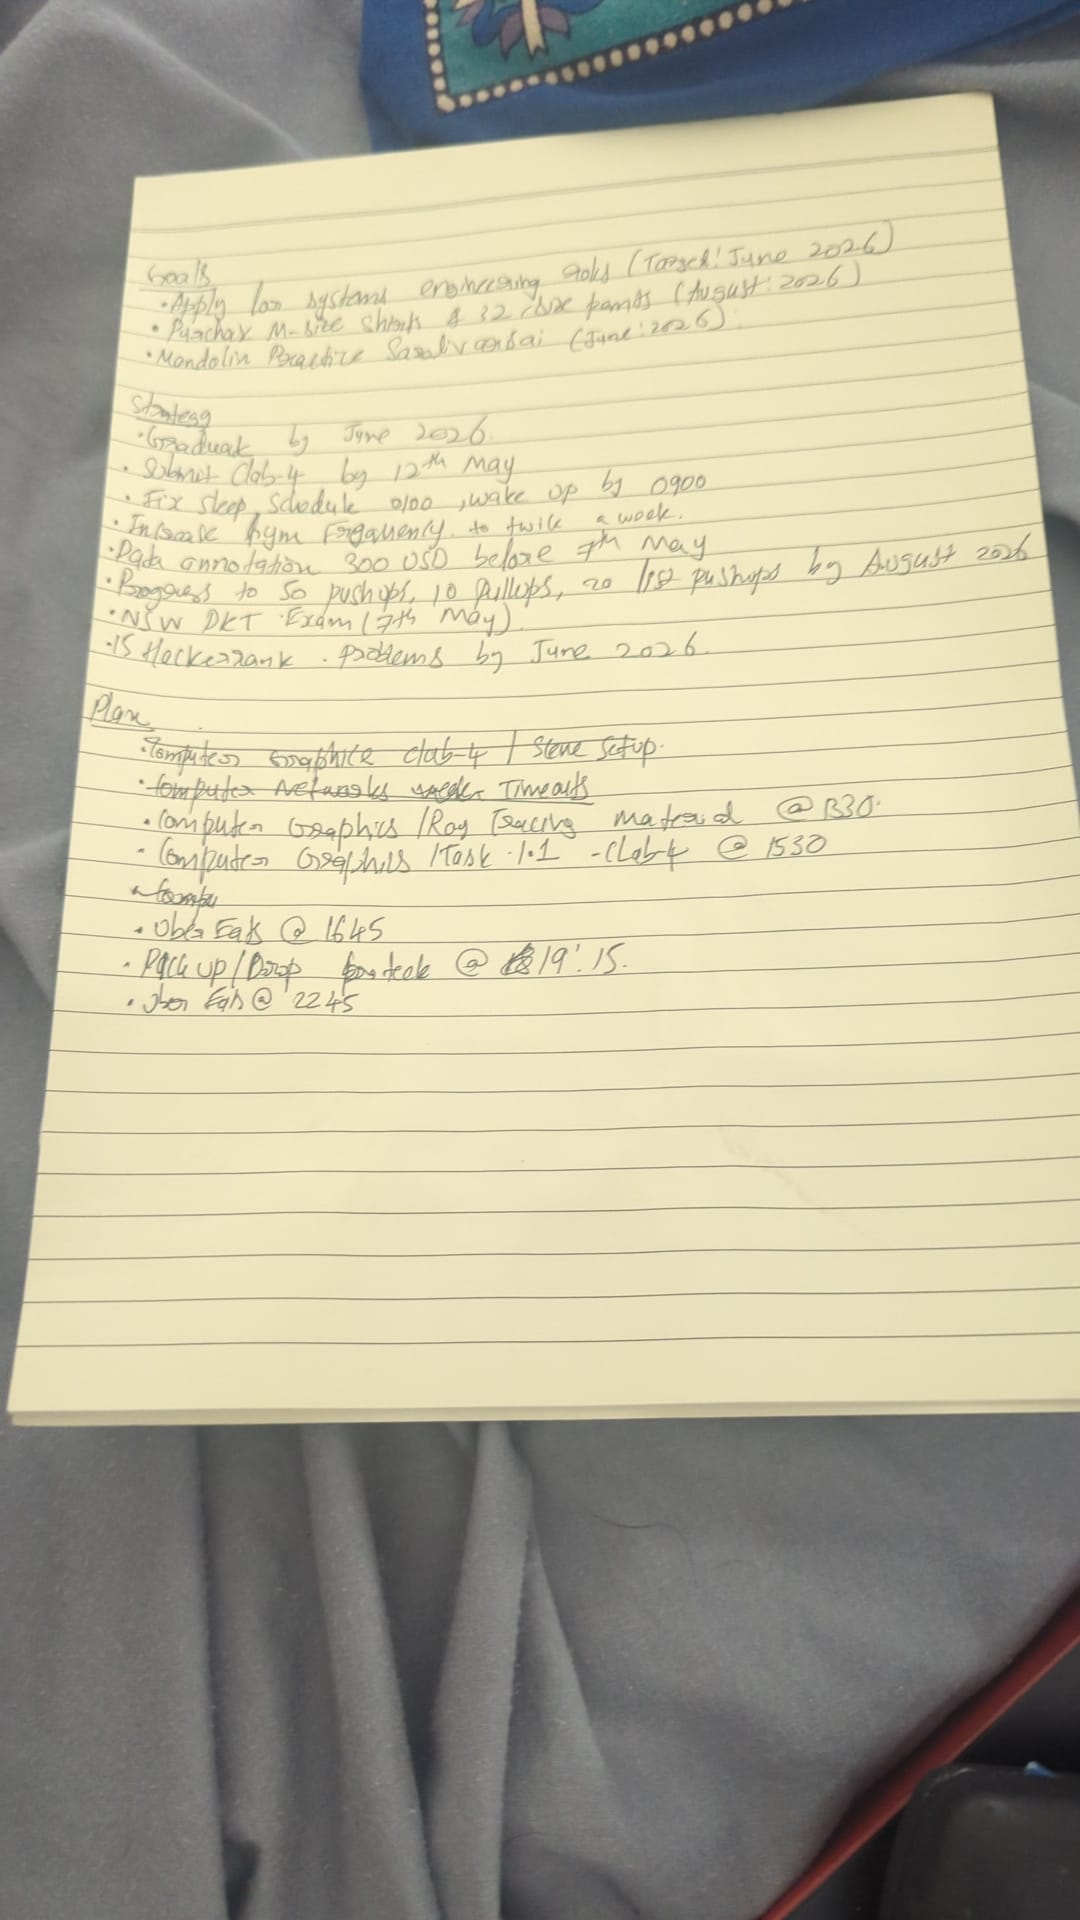 Goals
• Apply for systems engineering roles (Target: June 2026)
• Purchase M-size shirts & 32 size pants (August: 2026)
• Mandolin Practice (June: 2026)
Strategy
• Graduate by June 2026.
• Submit Clab-4 by 12th May
• Fix sleep schedule 0100, wake up by 0900
• Increase Gym Frequency to twice a week.
• Data annotation 300 USD before 7th May
• Progress to 50 pushups, 10 Pullups, 20 pushups by August 2026
• NSW DKT Exam (7th May)
• 15 Hackerrank problems by June 2026.
Plan
• Computer Graphics Clab-4 / Setup.
• Computer Networks Timeouts
• Computer Graphics / Ray Tracing material @ 1330.
• Computer Graphics / Task 1.1 - Clab 4 @ 1530
• Compu
• Uber Eats @ 1645
• Pick up / Drop @ 19:15.
• Uber Eats @ 2245